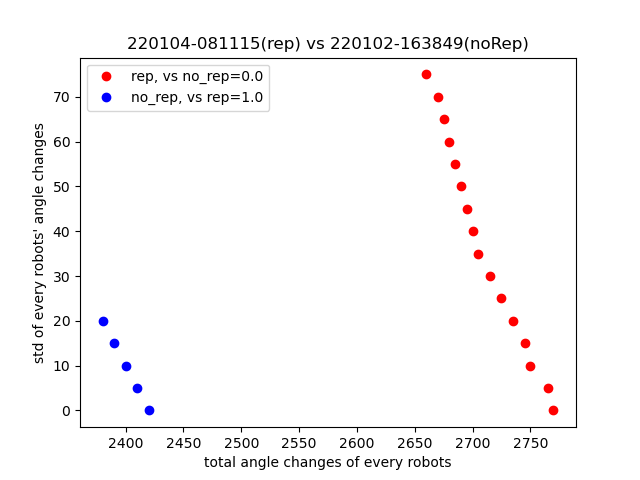 220104-081115(rep) vs 220102-163849(noRep)
rep, vs no_rep=0.0
no_rep, vs rep=1.0
std of every robots' angle changes
70
60
50
40
30
20
10
0
2400 2450 2500 2550 2600 2650 2700 2750
total angle changes of every robots